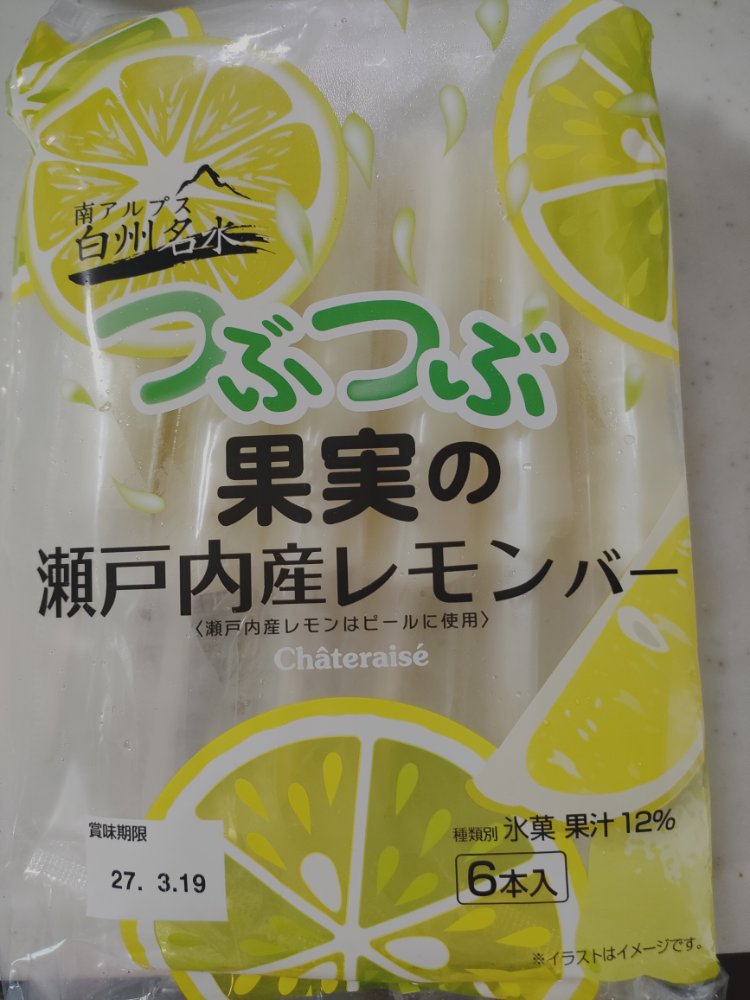 南アルプス
白州名水
つぶつぶ
果実の
瀬戸内産レモンバー
〈瀬戸内産レモンはピールに使用〉
Châteraisé
賞味期限
27. 3.19
種類別 氷菓 果汁12%
6本入
※イラストはイメージです。